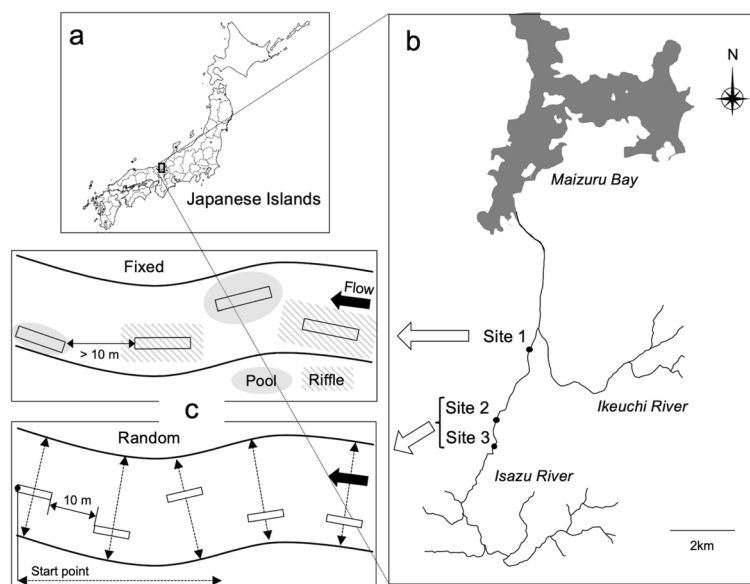 a
Japanese Islands
b
N
Maizuru Bay
Site 1
Ikeuchi River
Site 2
Site 3
Isazu River
2km
Fixed
Flow
> 10 m
Pool
Riffle
c
Random
10 m
Start point